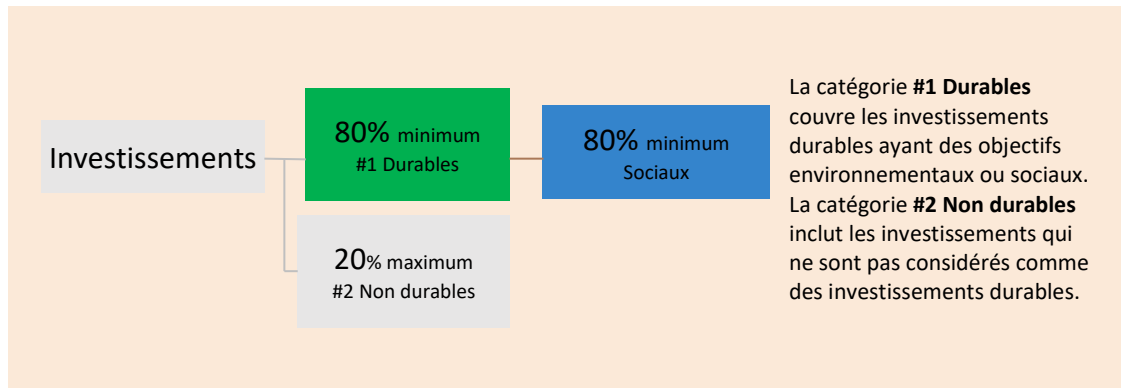 Investissements
80% minimum
#1 Durables
20% maximum
#2 Non durables
80% minimum
Sociaux
La catégorie #1 Durables
couvre les investissements
durables ayant des objectifs
environnementaux ou sociaux.
La catégorie #2 Non durables
inclut les investissements qui
ne sont pas considérés comme
des investissements durables.